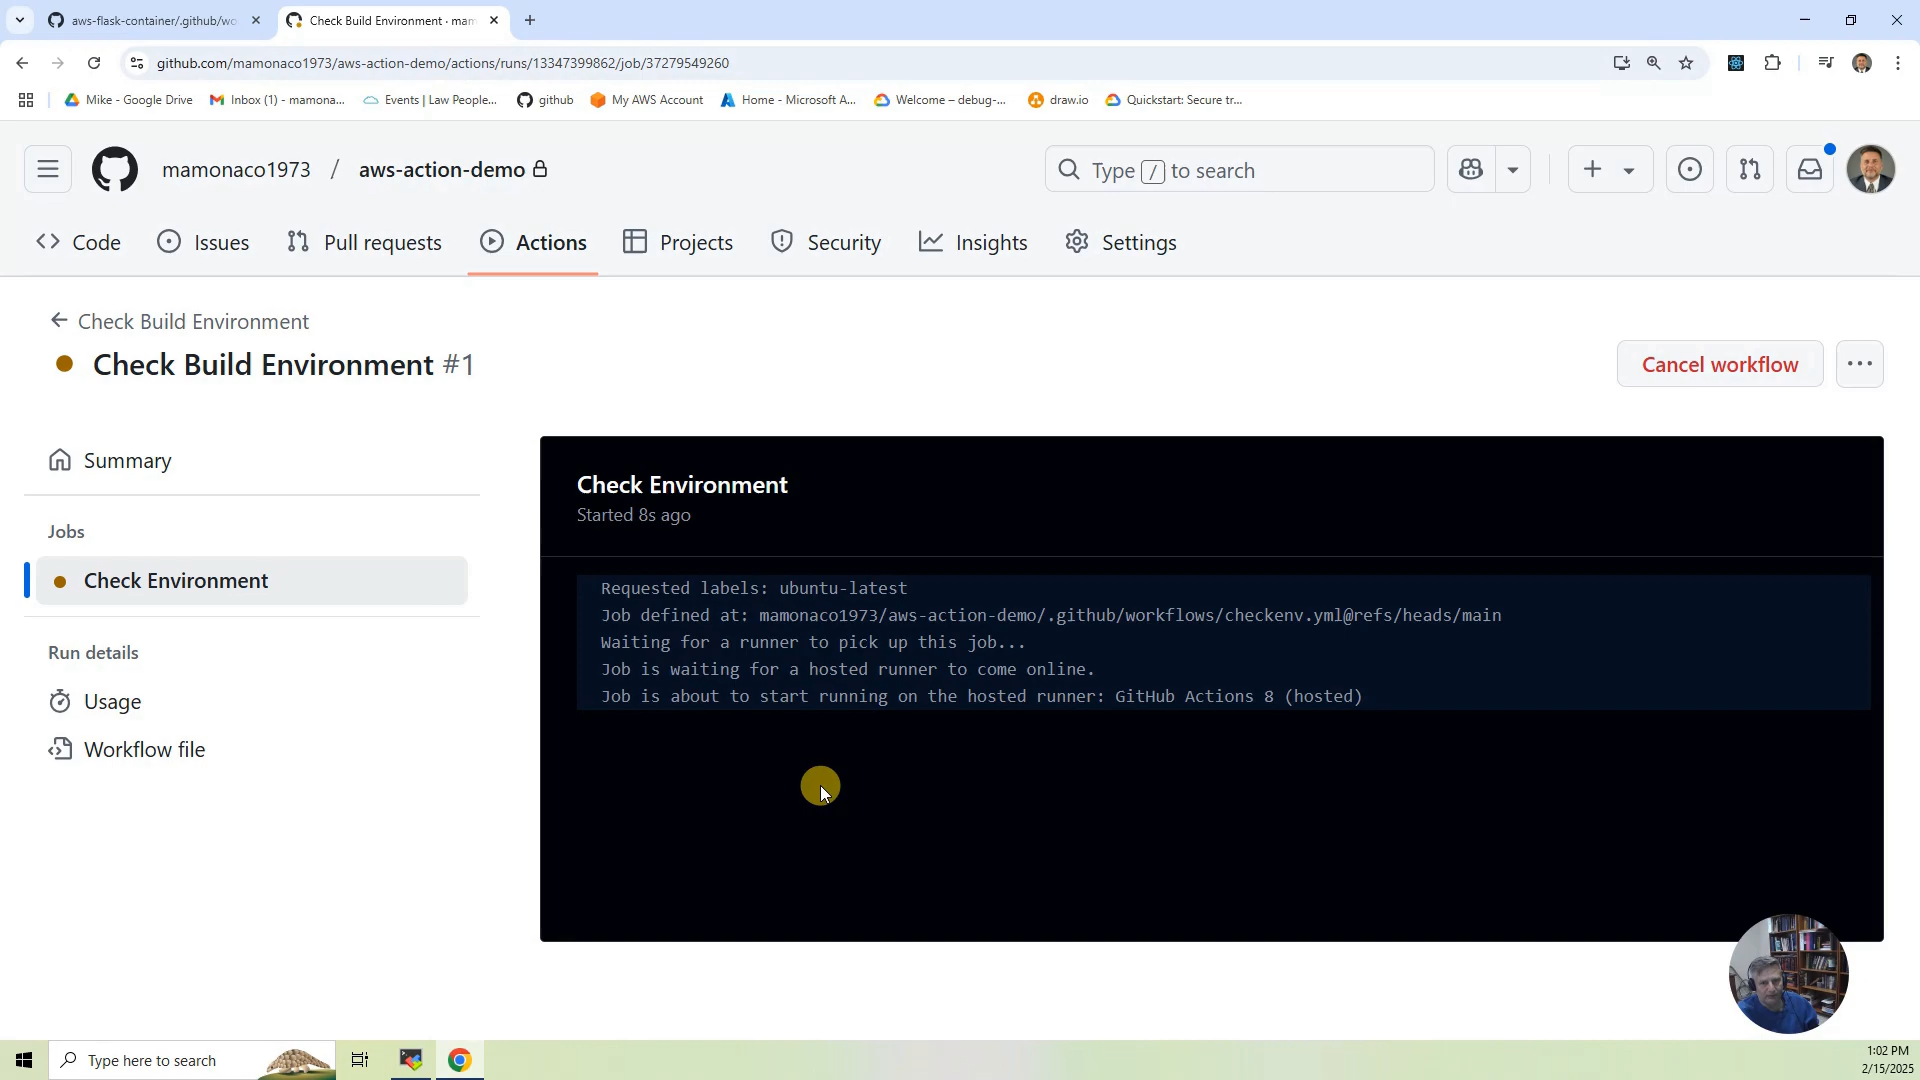 aws-flask-container/.github/wo
Check Build Environment · mam
github.com/mamonaco1973/aws-action-demo/actions/runs/13347399862/job/37279549260
Mike - Google Drive
Inbox (1) - mamona...
Events | Law People...
github
My AWS Account
Home - Microsoft A...
Welcome – debug-...
draw.io
Quickstart: Secure tr...
mamonaco1973 / aws-action-demo
Type / to search
Code
Issues
Pull requests
Actions
Projects
Security
Insights
Settings
Check Build Environment
Check Build Environment #1
Cancel workflow
Summary
Jobs
Check Environment
Run details
Usage
Workflow file
Check Environment
Started 8s ago
Requested labels: ubuntu-latest
Job defined at: mamonaco1973/aws-action-demo/.github/workflows/checkenv.yml@refs/heads/main
Waiting for a runner to pick up this job...
Job is waiting for a hosted runner to come online.
Job is about to start running on the hosted runner: GitHub Actions 8 (hosted)
Type here to search
1:02 PM
2/15/2025